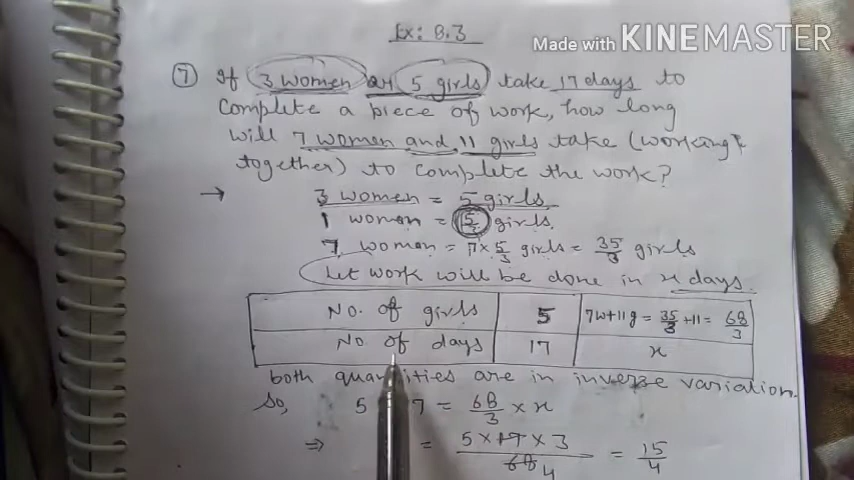 Ex: 8.3
Made with KINEMASTER
7 If 3 women or 5 girls take 17 days to
complete a piece of work, how long
will 7 women and 11 girls take (working
together) to complete the work?
→ 3 women = 5 girls.
1 women = 5/3 girls.
7 women = 7 × 5/3 girls = 35/3 girls
Let work will be done in x days.
No. of girls 5 7w+11g = 35/3 + 11 = 68/3
No of days 17 x
both quantities are in inverse variation.
So, 5 7 = 68/3 × x
⇒ = 5 × 17 × 3 / 68 4 = 15/4